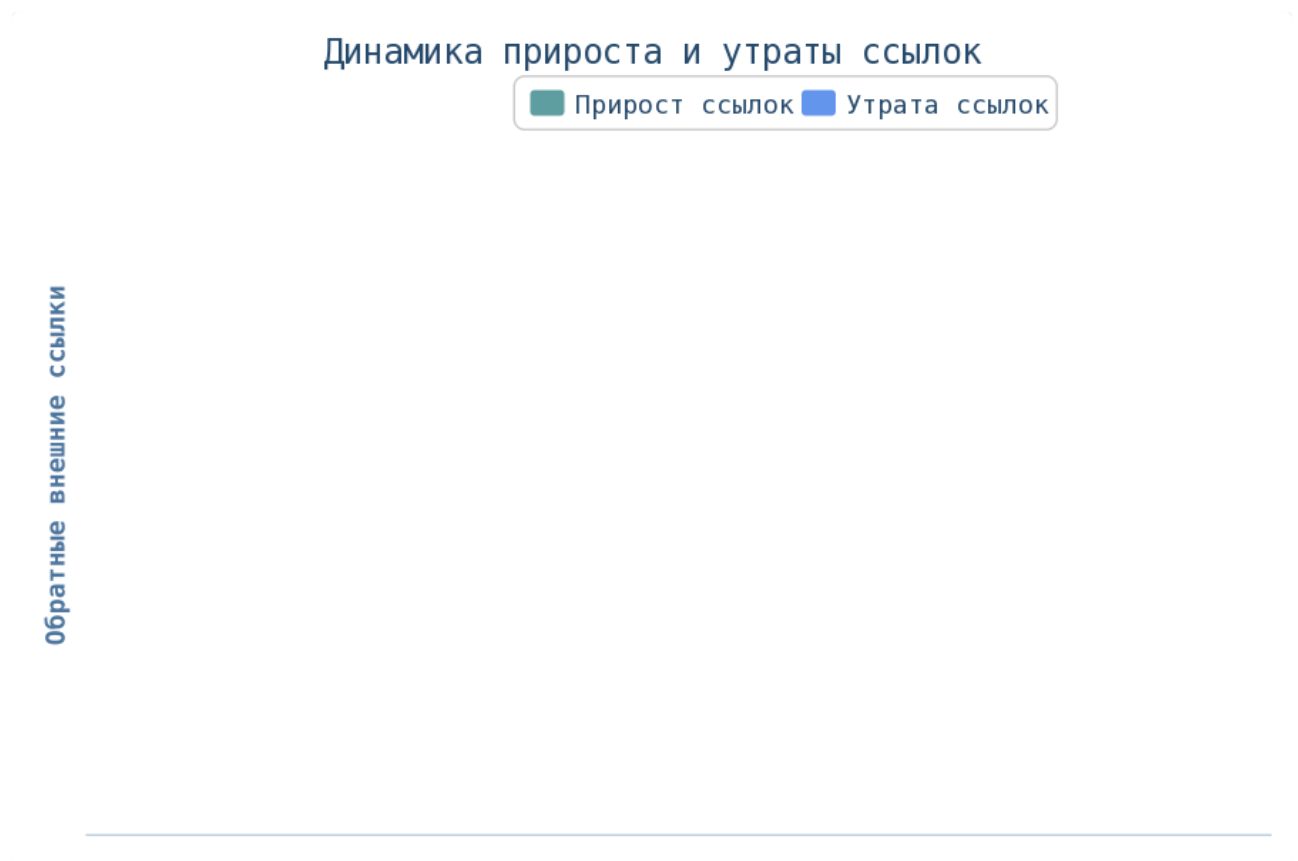 Динамика прироста и утраты ссылок
Прирост ссылок Утрата ссылок
Обратные внешние ссылки